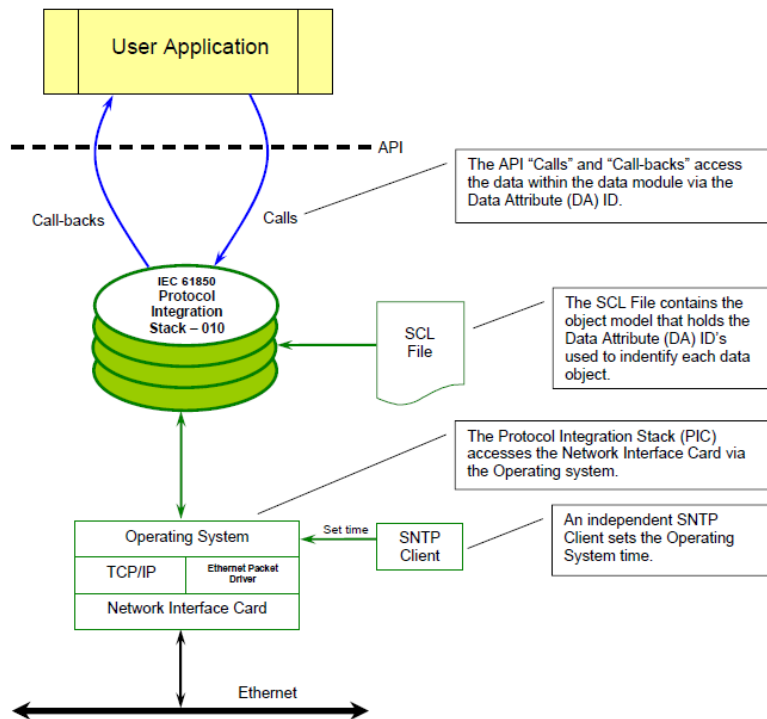 User Application
API
The API “Calls” and “Call-backs” access
the data within the data module via the
Data Attribute (DA) ID.
Call-backs
Calls
IEC 61850
Protocol
Integration
Stack – 010
SCL
File
The SCL File contains the
object model that holds the
Data Attribute (DA) ID’s
used to indentify each data
object.
The Protocol Integration Stack (PIC)
accesses the Network Interface Card via
the Operating system.
Operating System
Set time
SNTP
Client
An independent SNTP
Client sets the Operating
System time.
TCP/IP
Ethernet Packet
Driver
Network Interface Card
Ethernet